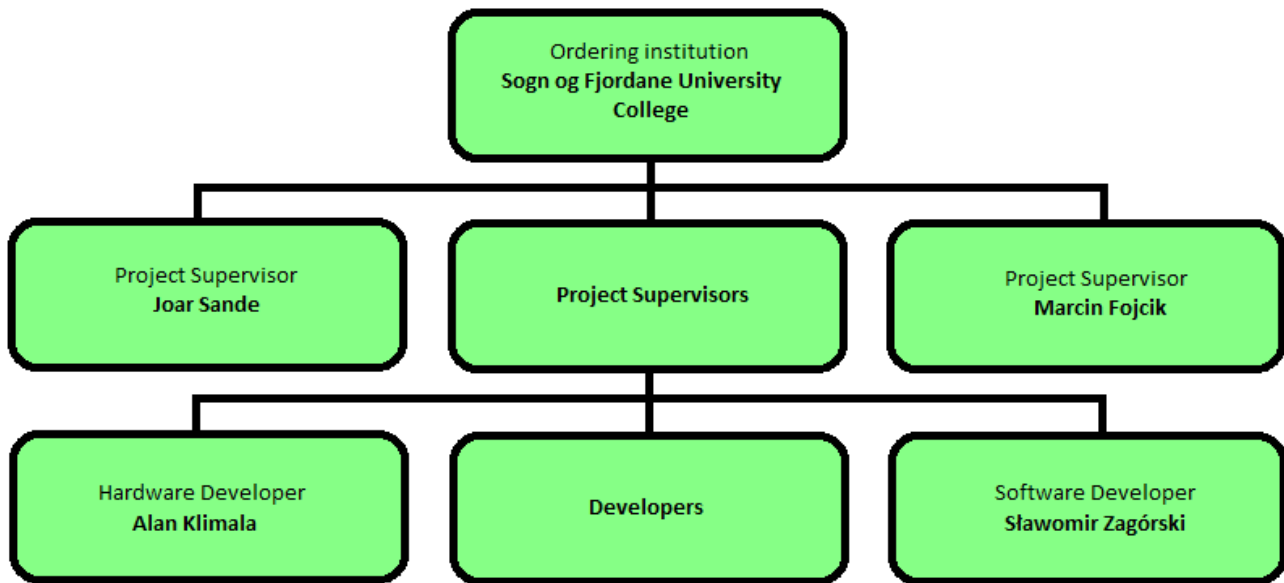 Ordering institution
Sogn og Fjordane University
College
Project Supervisor
Joar Sande
Project Supervisors
Project Supervisor
Marcin Fojcik
Hardware Developer
Alan Klimala
Developers
Software Developer
Sławomir Zagórski